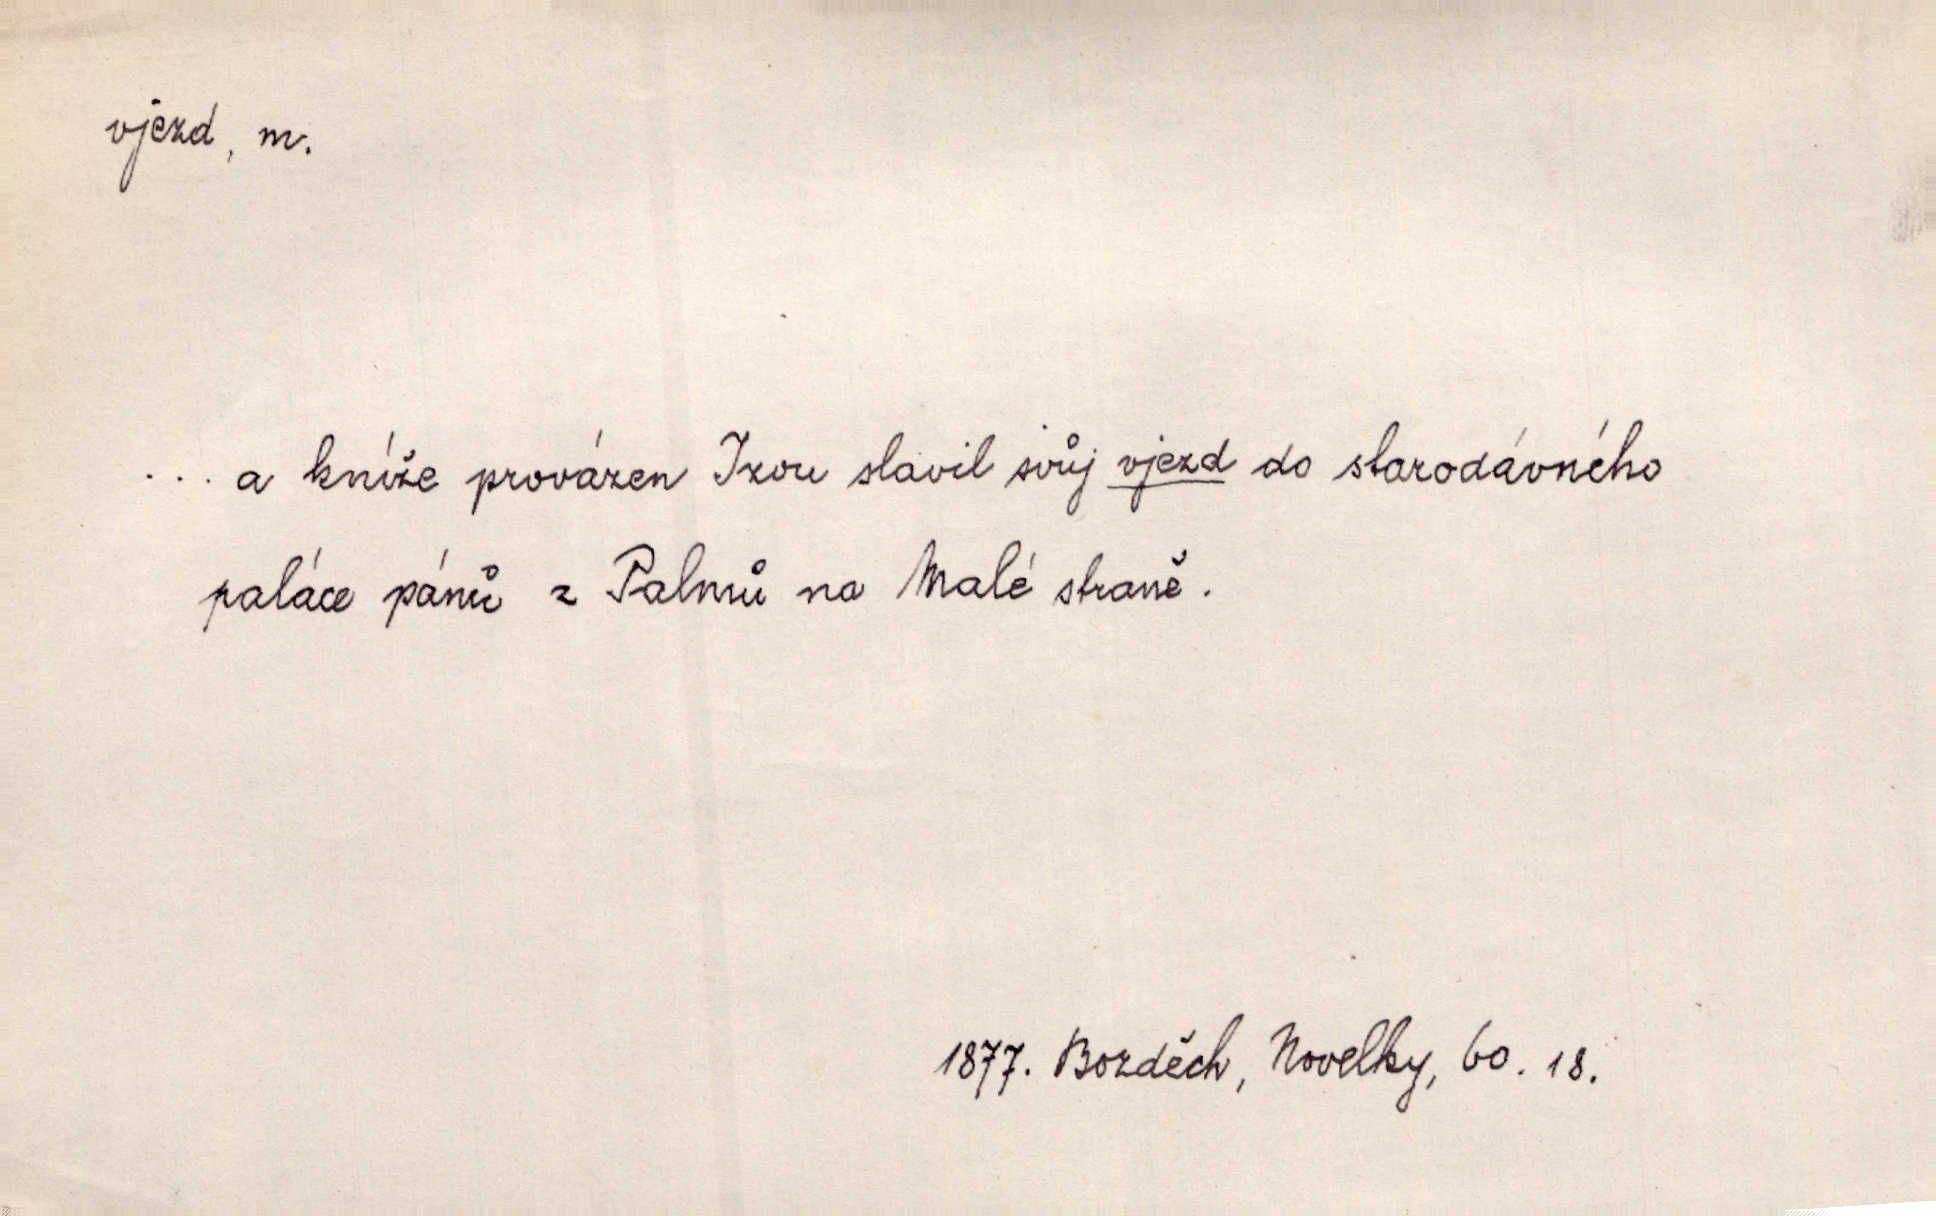 vjezd, m.
... a kníže provázen Izou slavil svůj vjezd do starodávného
paláce pánů z Palmů na Malé straně.
1877. Bozděch, Novelky, 60. 18.